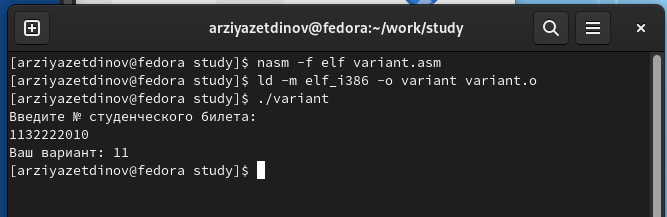 arziyazetdinov@fedora:~/work/study
[arziyazetdinov@fedora study]$ nasm -f elf variant.asm
[arziyazetdinov@fedora study]$ ld -m elf_i386 -o variant variant.o
[arziyazetdinov@fedora study]$ ./variant
Введите № студенческого билета:
1132222010
Ваш вариант: 11
[arziyazetdinov@fedora study]$